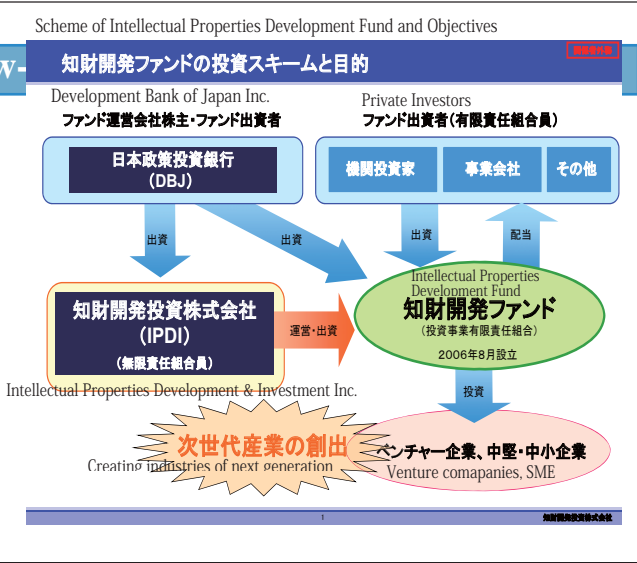 Scheme of Intellectual Properties Development Fund and Objectives
w-
知財開発ファンドの投資スキームと目的
Development Bank of Japan Inc.
ファンド運営会社株主・ファンド出資者
Private Investors
ファンド出資者(有限責任組合員)
日本政策投資銀行
(DBJ)
機関投資家
事業会社
その他
出資
出資
出資
配当
知財開発投資株式会社
(IPDI)
(無限責任組合員)
運営・出資
Intellectual Properties
Development Fund
知財開発ファンド
(投資事業有限責任組合)
2006年8月設立
Intellectual Properties Development & Investment Inc.
投資
次世代産業の創出
Creating industries of next generation
ベンチャー企業、中堅・中小企業
Venture comapanies, SME
1
知財開発投資株式会社